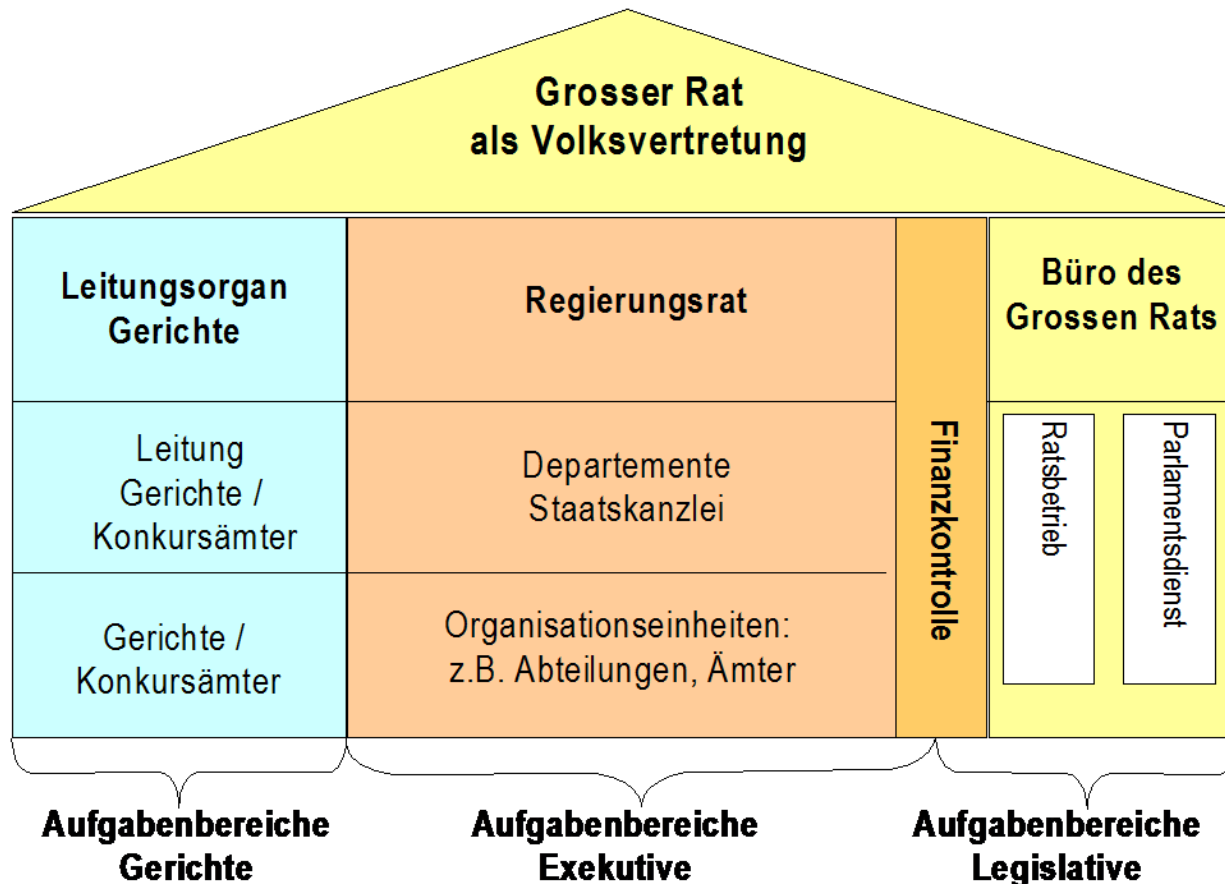 Grosser Rat
als Volksvertretung
Leitungsorgan
Gerichte
Regierungsrat
Büro des
Grossen Rats
Leitung
Gerichte /
Konkursämter
Departemente
Staatskanzlei
Finanzkontrolle
Ratsbetrieb
Parlamentsdienst
Gerichte /
Konkursämter
Organisationseinheiten:
z.B. Abteilungen, Ämter
Aufgabenbereiche
Gerichte
Aufgabenbereiche
Exekutive
Aufgabenbereiche
Legislative